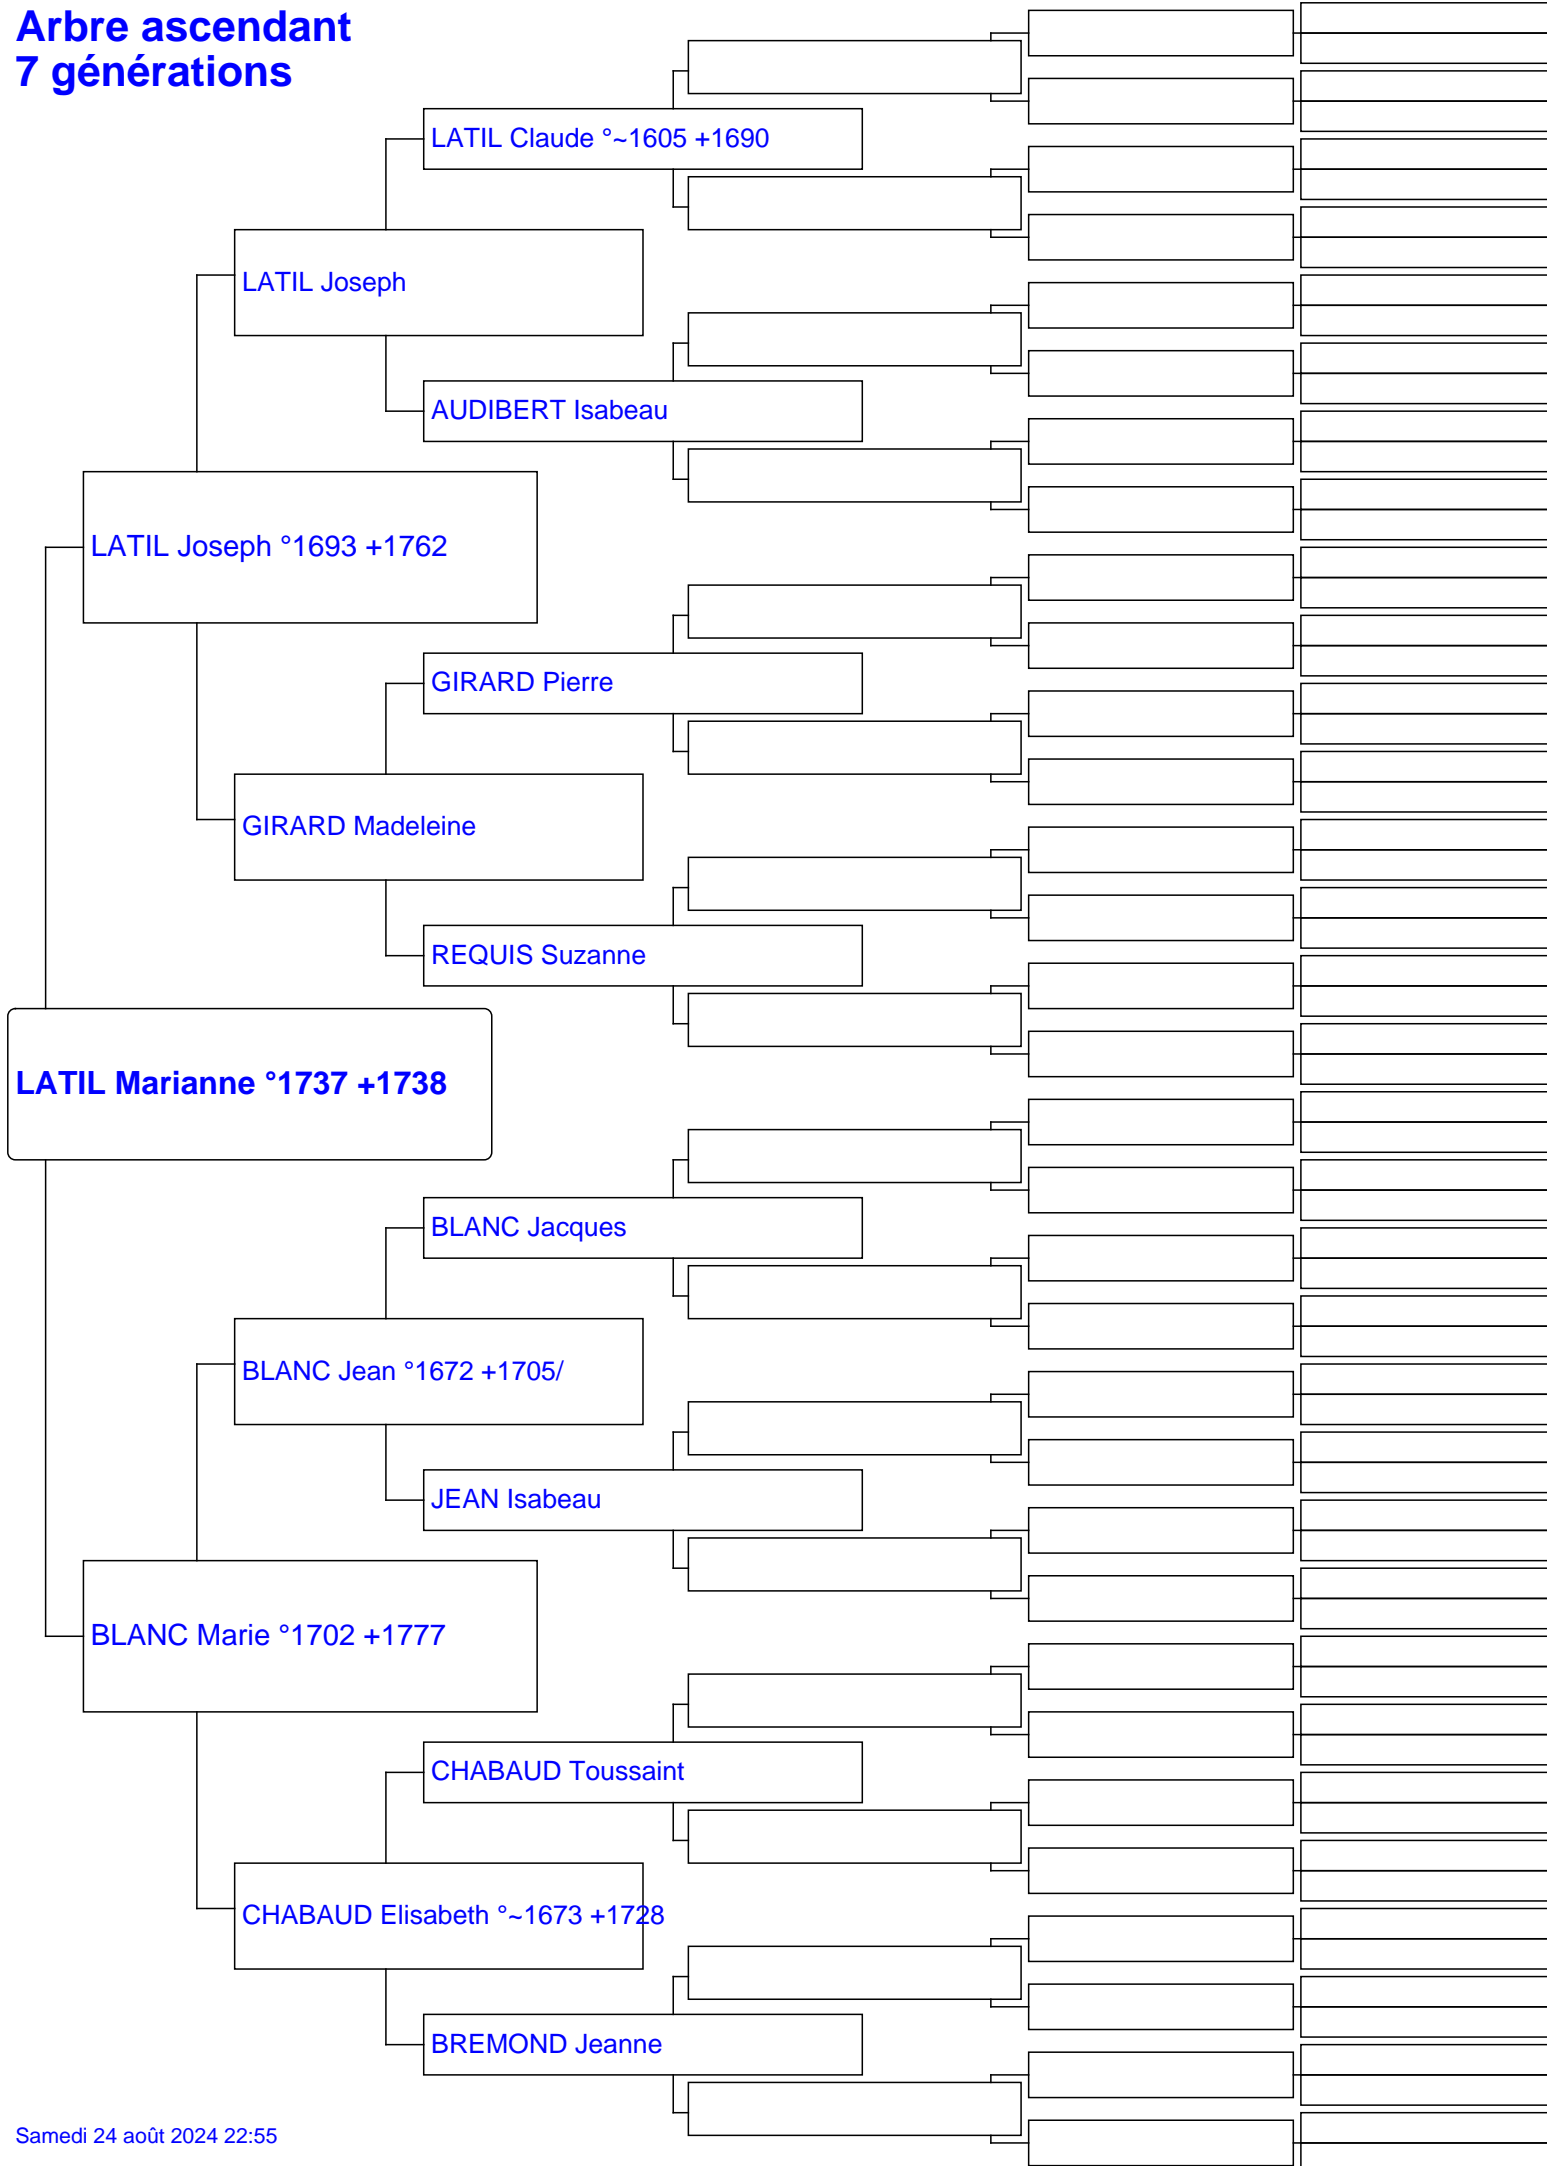 Arbre ascendant
7 générations
LATIL Claude °~1605 +1690
LATIL Joseph
AUDIBERT Isabeau
LATIL Joseph °1693 +1762
GIRARD Pierre
GIRARD Madeleine
REQUIS Suzanne
LATIL Marianne °1737 +1738
BLANC Jacques
BLANC Jean °1672 +1705/
JEAN Isabeau
BLANC Marie °1702 +1777
CHABAUD Toussaint
CHABAUD Elisabeth °~1673 +1728
BREMOND Jeanne
Samedi 24 août 2024 22:55